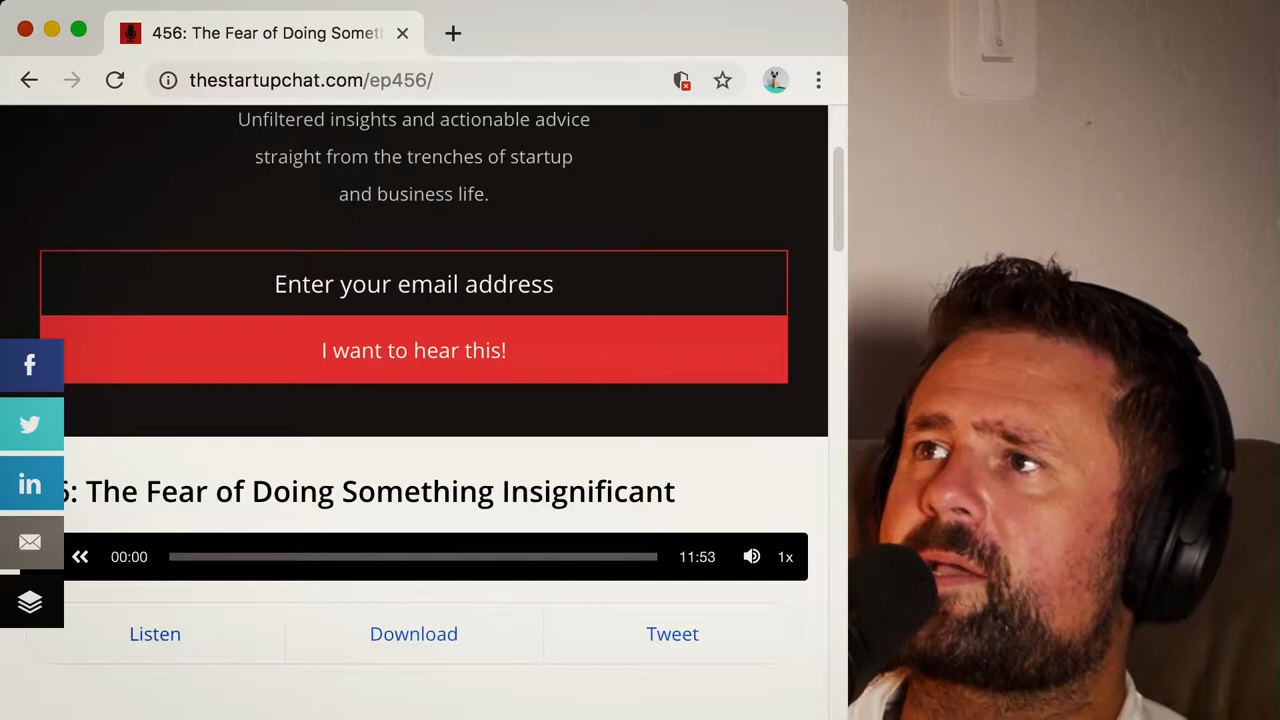 456: The Fear of Doing Somet
thestartupchat.com/ep456/
Unfiltered insights and actionable advice
straight from the trenches of startup
and business life.
Enter your email address
I want to hear this!
6: The Fear of Doing Something Insignificant
00:00 11:53 1x
Listen Download Tweet